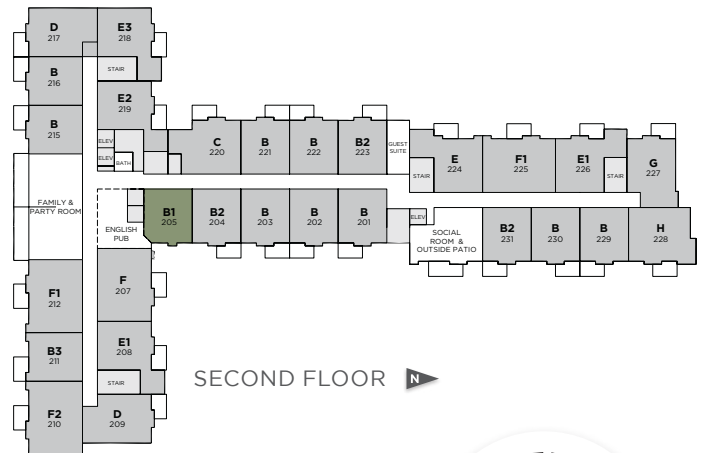 D
217
E3
218
STAIR
B
216
E2
219
B
215
ELEV
ELEV
BATH
C
220
B
221
B
222
B2
223
GUEST
SUITE
E
224
STAIR
F1
225
E1
226
STAIR
G
227
FAMILY &
PARTY ROOM
ENGLISH
PUB
B1
205
B2
204
B
203
B
202
B
201
ELEV
SOCIAL
ROOM &
OUTSIDE PATIO
B2
231
B
230
B
229
H
228
F1
212
F
207
B3
211
E1
208
STAIR
F2
210
D
209
SECOND FLOOR
N